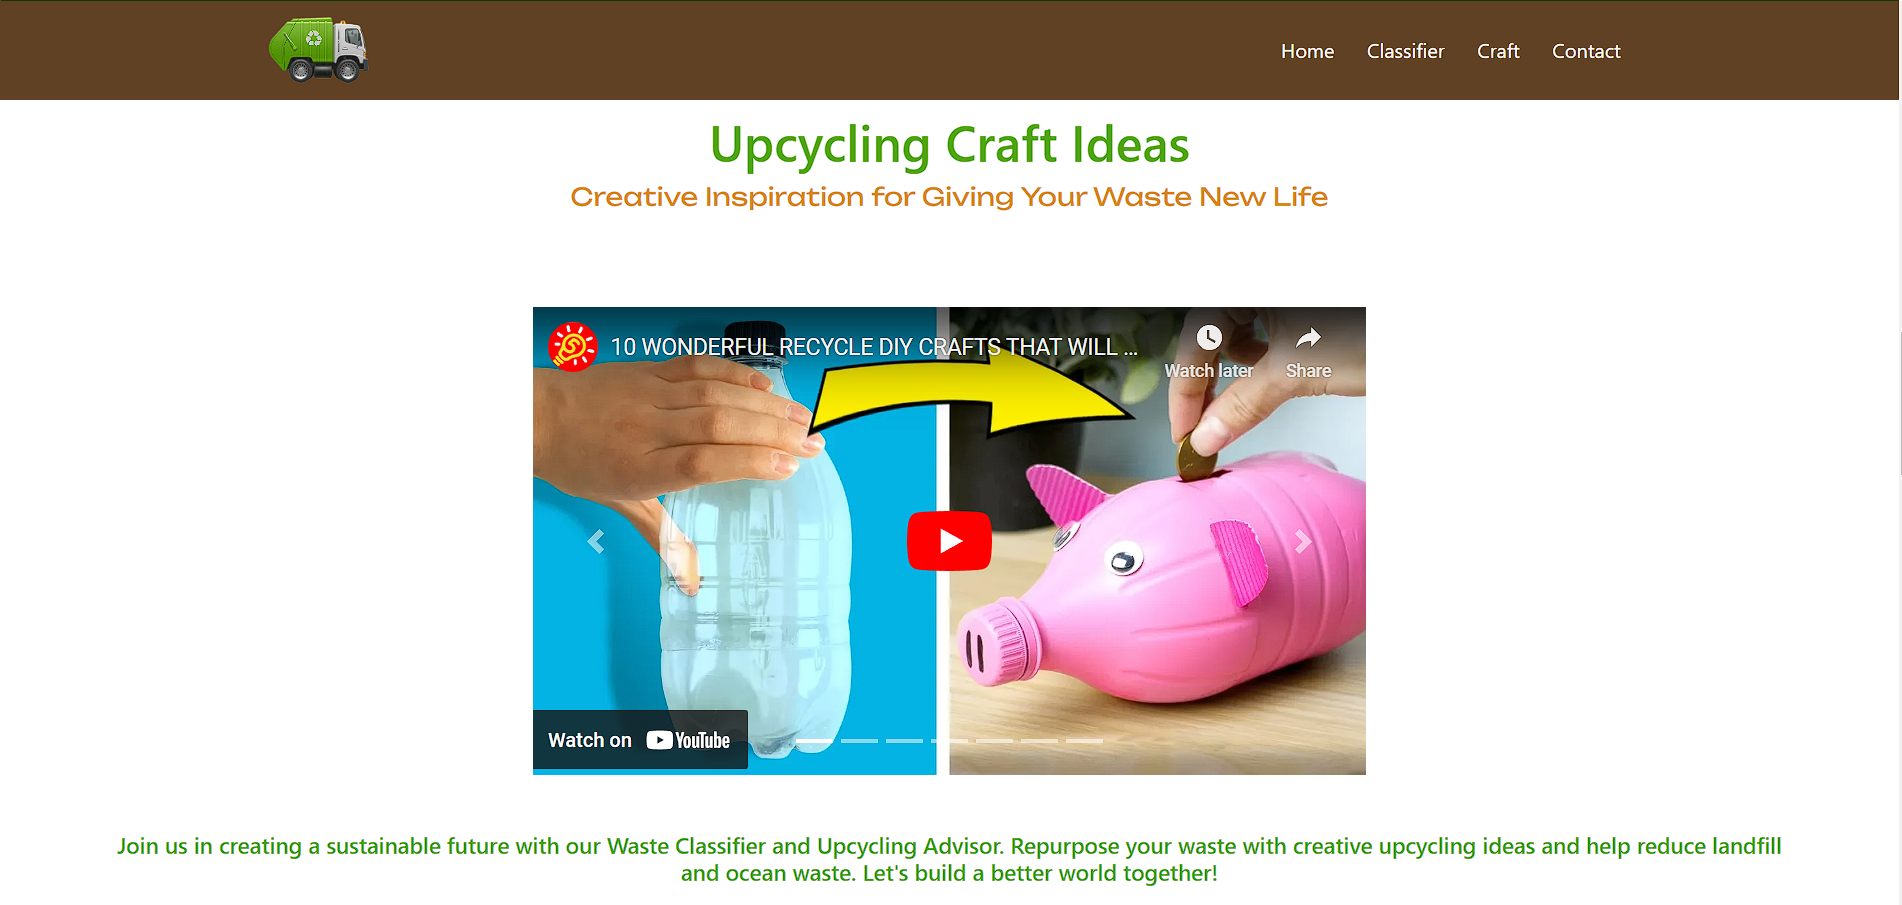 Home Classifier Craft Contact
Upcycling Craft Ideas
Creative Inspiration for Giving Your Waste New Life
10 WONDERFUL RECYCLE DIY CRAFTS THAT WILL ...
Watch later Share
Watch on YouTube
Join us in creating a sustainable future with our Waste Classifier and Upcycling Advisor. Repurpose your waste with creative upcycling ideas and help reduce landfill
and ocean waste. Let's build a better world together!